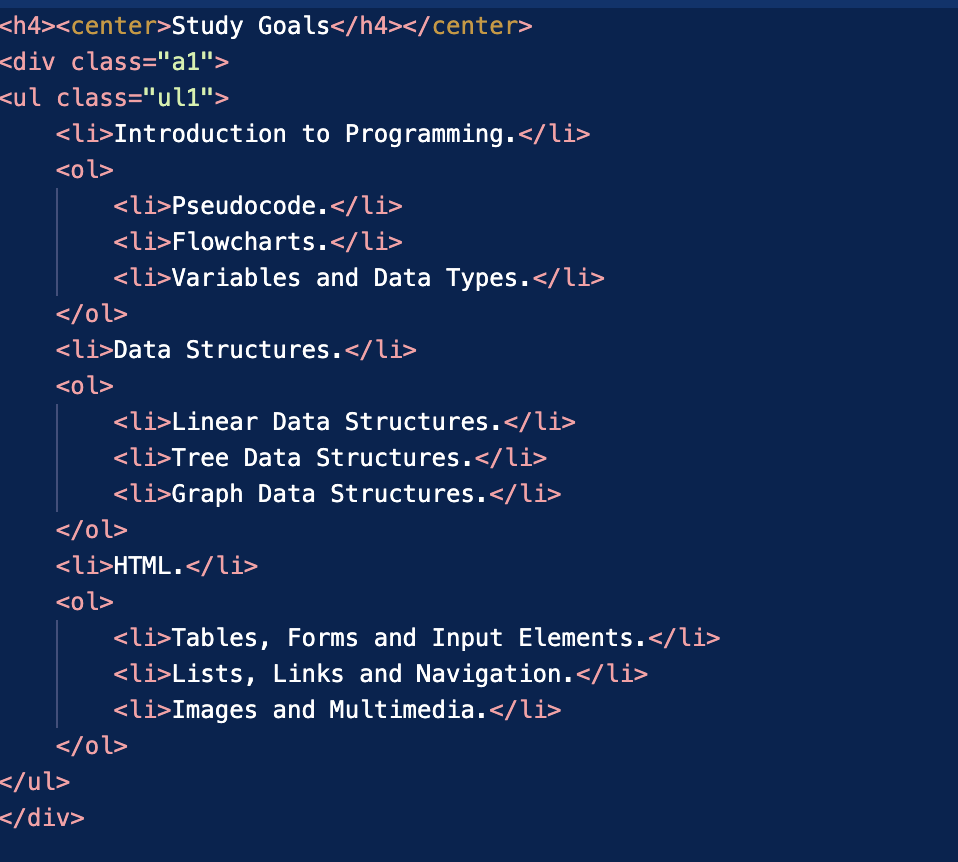 <h4><center>Study Goals</h4></center>
<div class="a1">
<ul class="ul1">
    <li>Introduction to Programming.</li>
    <ol>
        <li>Pseudocode.</li>
        <li>Flowcharts.</li>
        <li>Variables and Data Types.</li>
    </ol>
    <li>Data Structures.</li>
    <ol>
        <li>Linear Data Structures.</li>
        <li>Tree Data Structures.</li>
        <li>Graph Data Structures.</li>
    </ol>
    <li>HTML.</li>
    <ol>
        <li>Tables, Forms and Input Elements.</li>
        <li>Lists, Links and Navigation.</li>
        <li>Images and Multimedia.</li>
    </ol>
</ul>
</div>